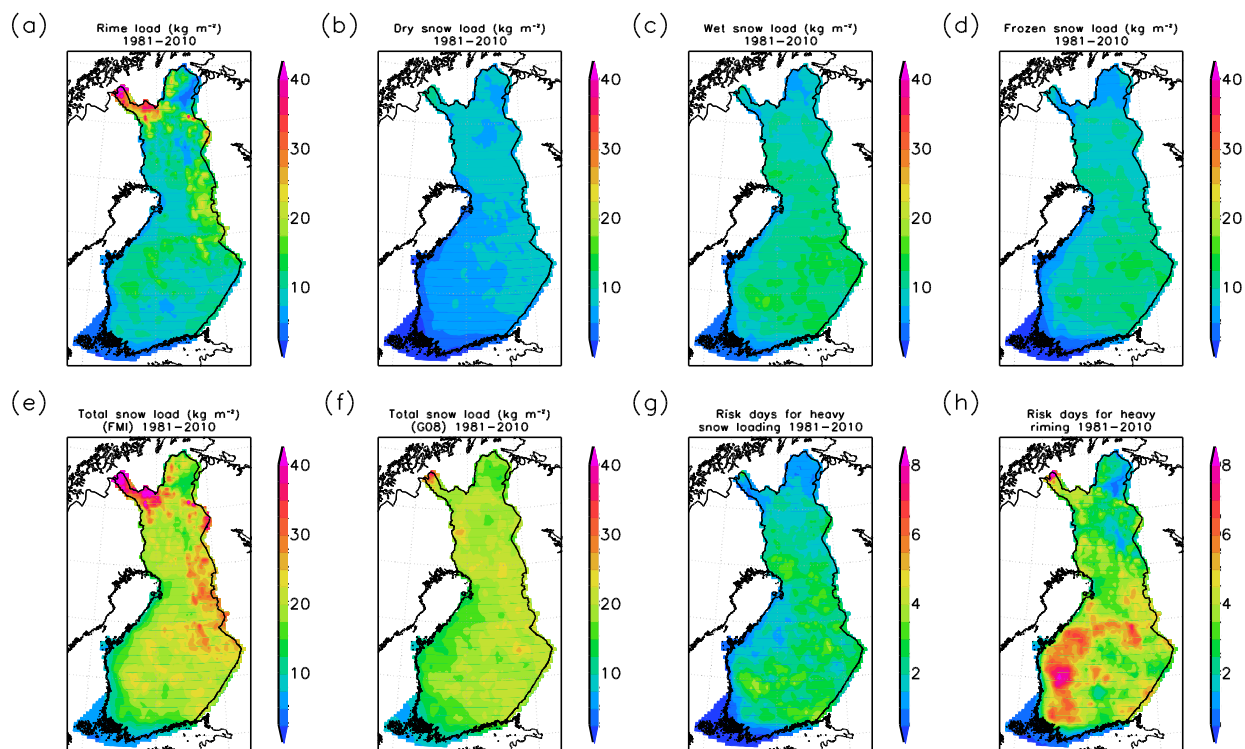 (a)
Rime load (kg m⁻²)
1981−2010
40
30
20
10
(b)
Dry snow load (kg m⁻²)
1981−2010
40
30
20
10
(c)
Wet snow load (kg m⁻²)
1981−2010
40
30
20
10
(d)
Frozen snow load (kg m⁻²)
1981−2010
40
30
20
10
(e)
Total snow load (kg m⁻²)
(FMI) 1981−2010
40
30
20
10
(f)
Total snow load (kg m⁻²)
(G08) 1981−2010
40
30
20
10
(g)
Risk days for heavy
snow loading 1981−2010
8
6
4
2
(h)
Risk days for heavy
riming 1981−2010
8
6
4
2